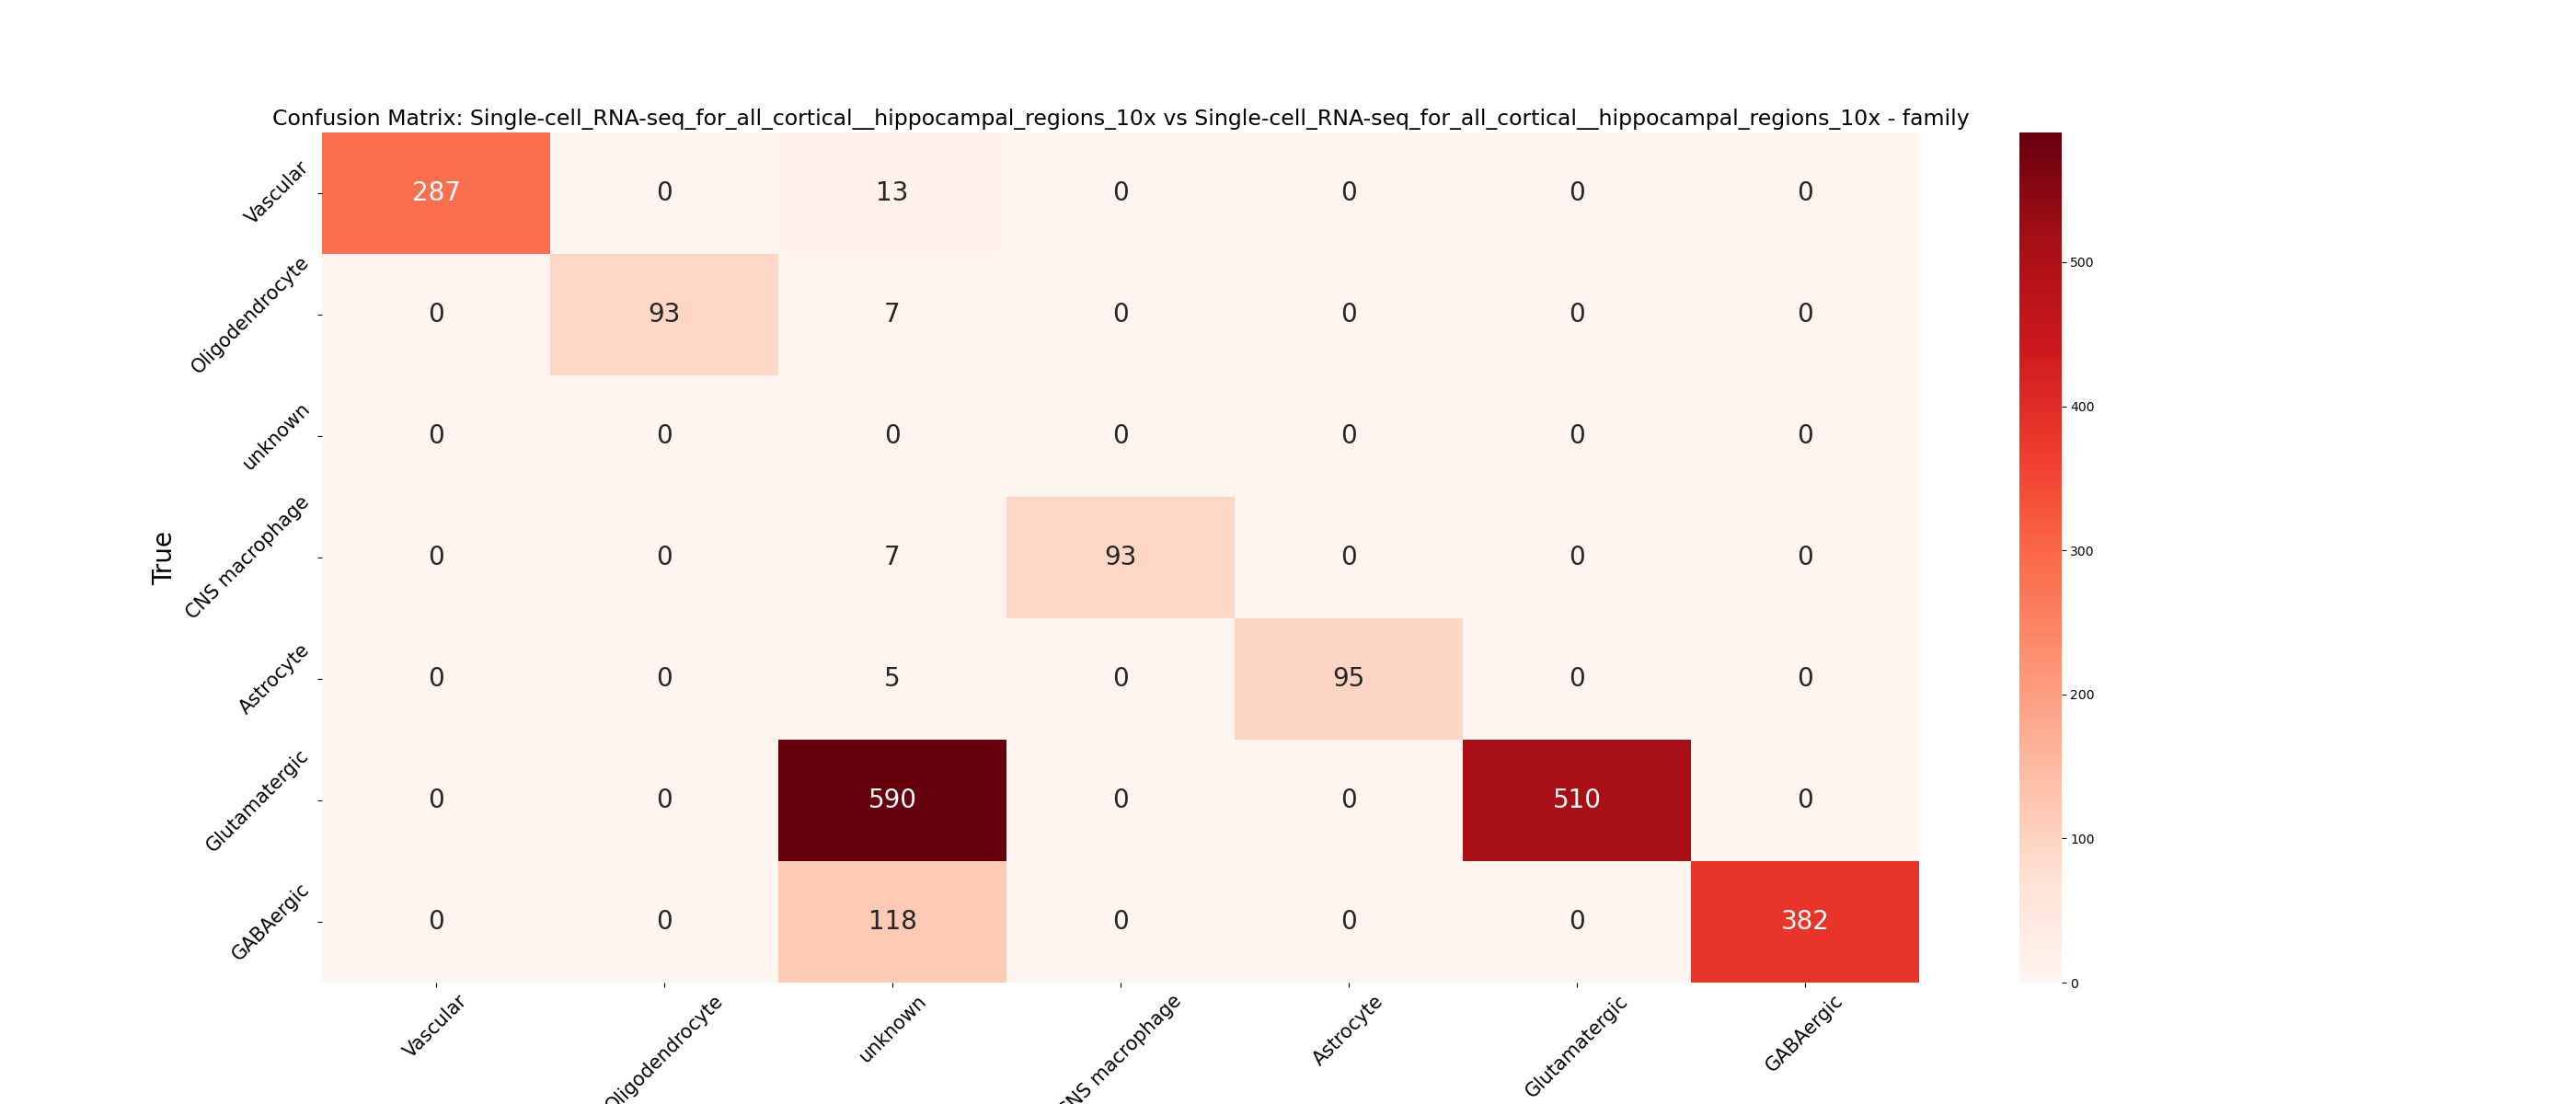 Confusion Matrix: Single-cell_RNA-seq_for_all_cortical__hippocampal_regions_10x vs Single-cell_RNA-seq_for_all_cortical__hippocampal_regions_10x - family
True
Vascular 287 0 13 0 0 0 0
Oligodendrocyte 0 93 7 0 0 0 0
unknown 0 0 0 0 0 0 0
CNS macrophage 0 0 7 93 0 0 0
Astrocyte 0 0 5 0 95 0 0
Glutamatergic 0 0 590 0 0 510 0
GABAergic 0 0 118 0 0 0 382
Vascular Oligodendrocyte unknown CNS macrophage Astrocyte Glutamatergic GABAergic
500
400
300
200
100
0